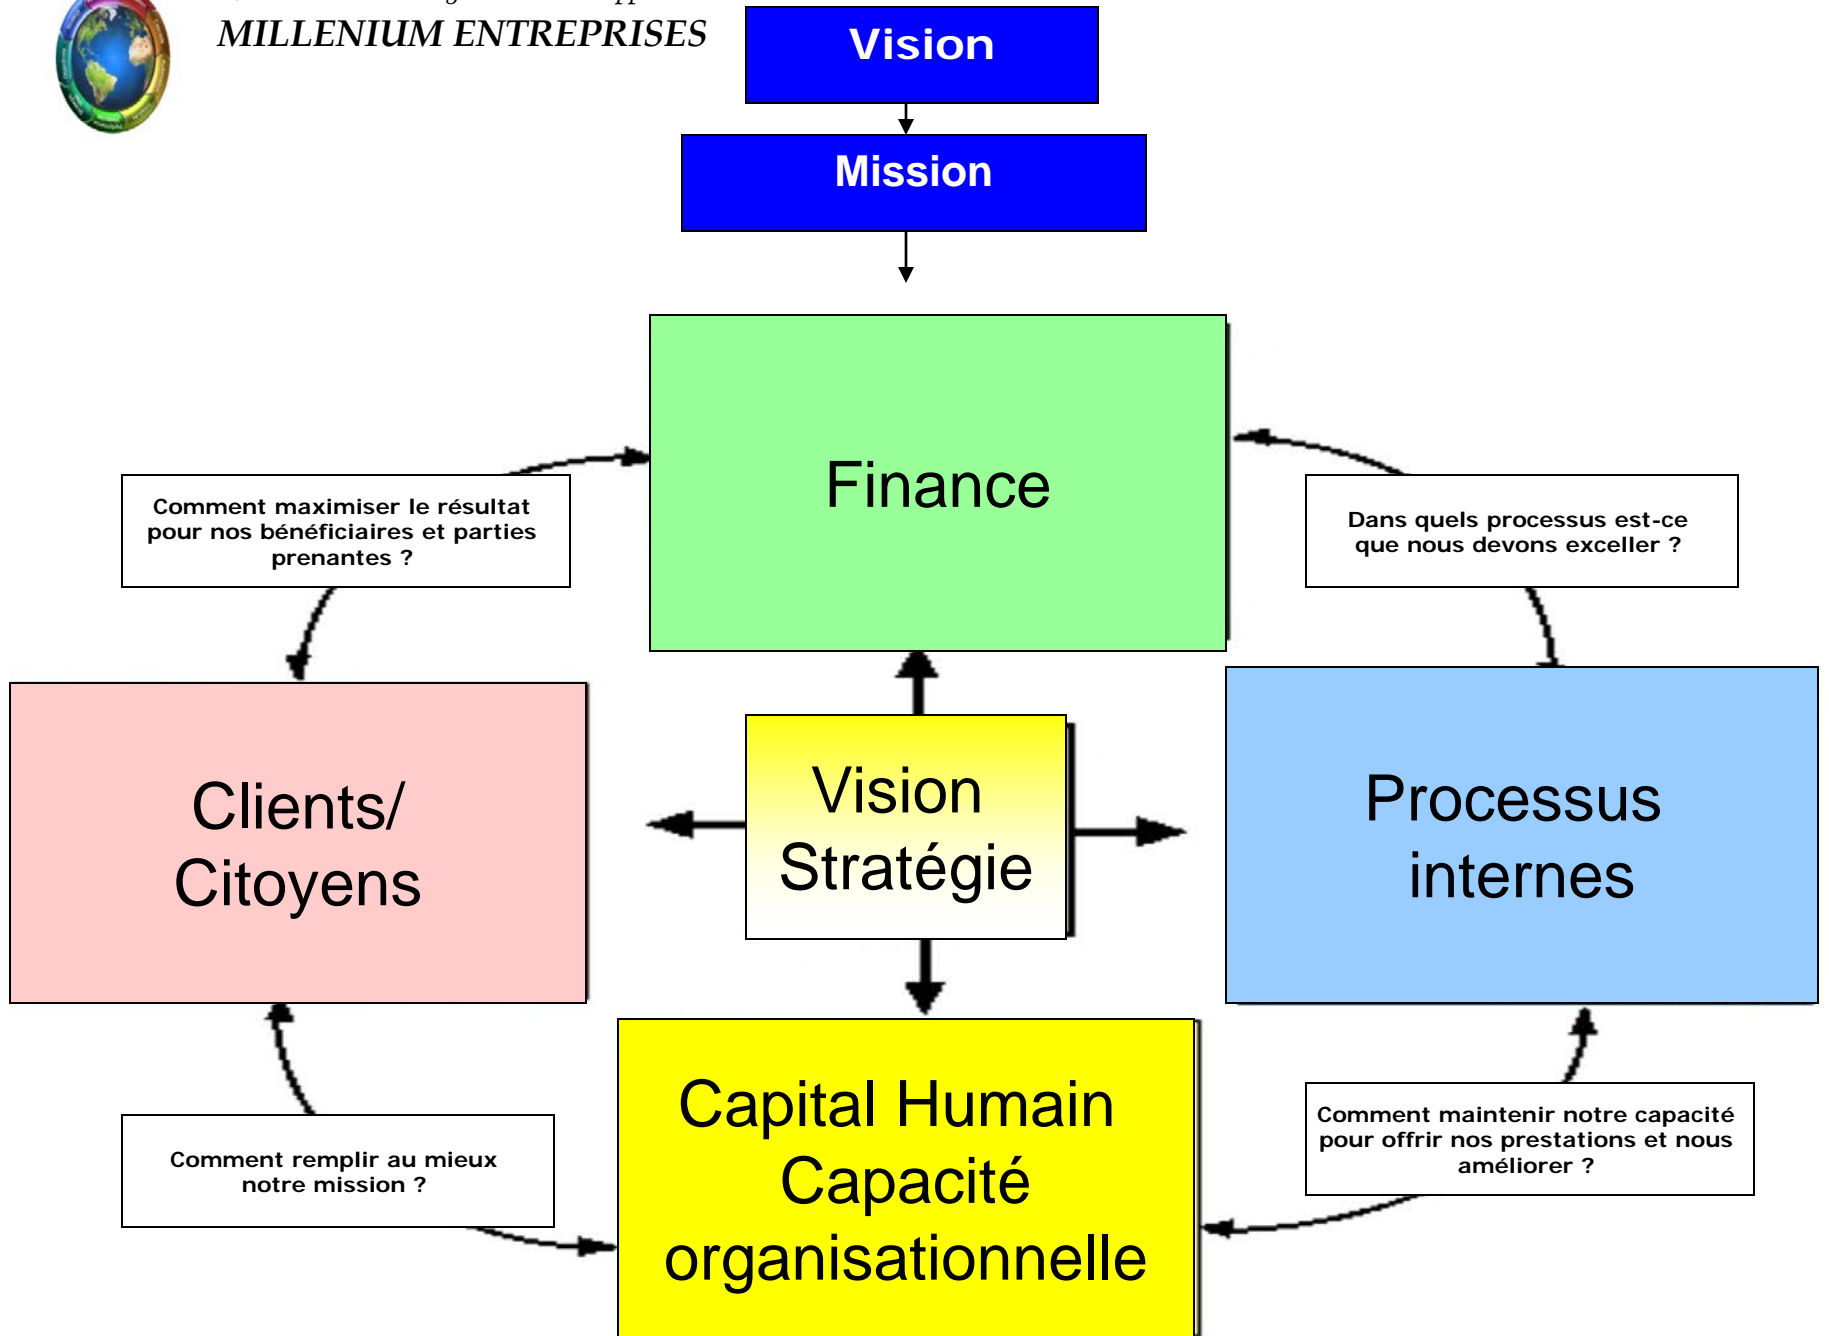 MILLENIUM ENTREPRISES
Vision
Mission
Finance
Comment maximiser le résultat
pour nos bénéficiaires et parties
prenantes ?
Dans quels processus est-ce
que nous devons exceller ?
Clients/
Citoyens
Vision
Stratégie
Processus
internes
Capital Humain
Capacité
organisationnelle
Comment remplir au mieux
notre mission ?
Comment maintenir notre capacité
pour offrir nos prestations et nous
améliorer ?